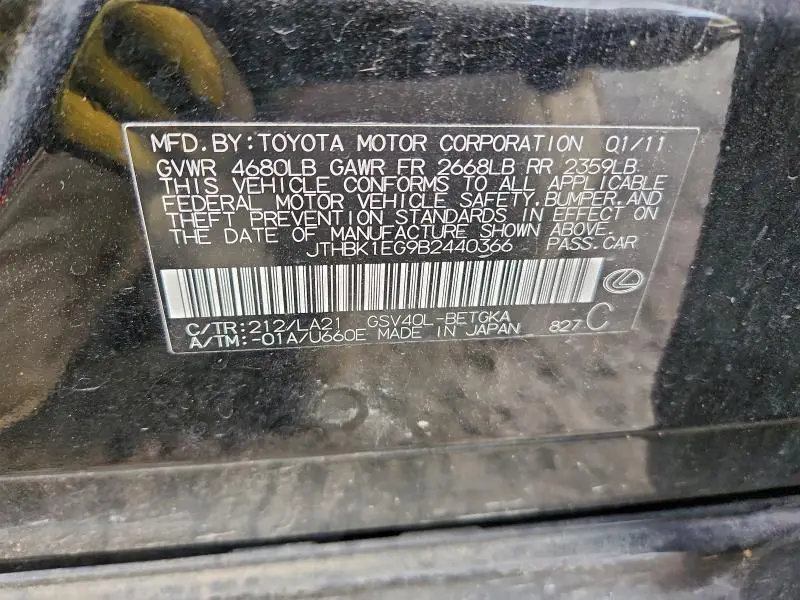 MFD. BY: TOYOTA MOTOR CORPORATION 01/11
GVWR 4680LB GAWR FR 2668LB RR 2359LB
THIS VEHICLE CONFORMS TO ALL APPLICABLE
FEDERAL MOTOR VEHICLE SAFETY, BUMPER, AND
THEFT PREVENTION STANDARDS IN EFFECT ON
THE DATE OF MANUFACTURE SHOWN ABOVE.
JTHBK1EG9B2440366 PASS. CAR
C/TR: 212/LA21 GSV40L-BETGKA
A/TM: -01A/U660E MADE IN JAPAN 827 C